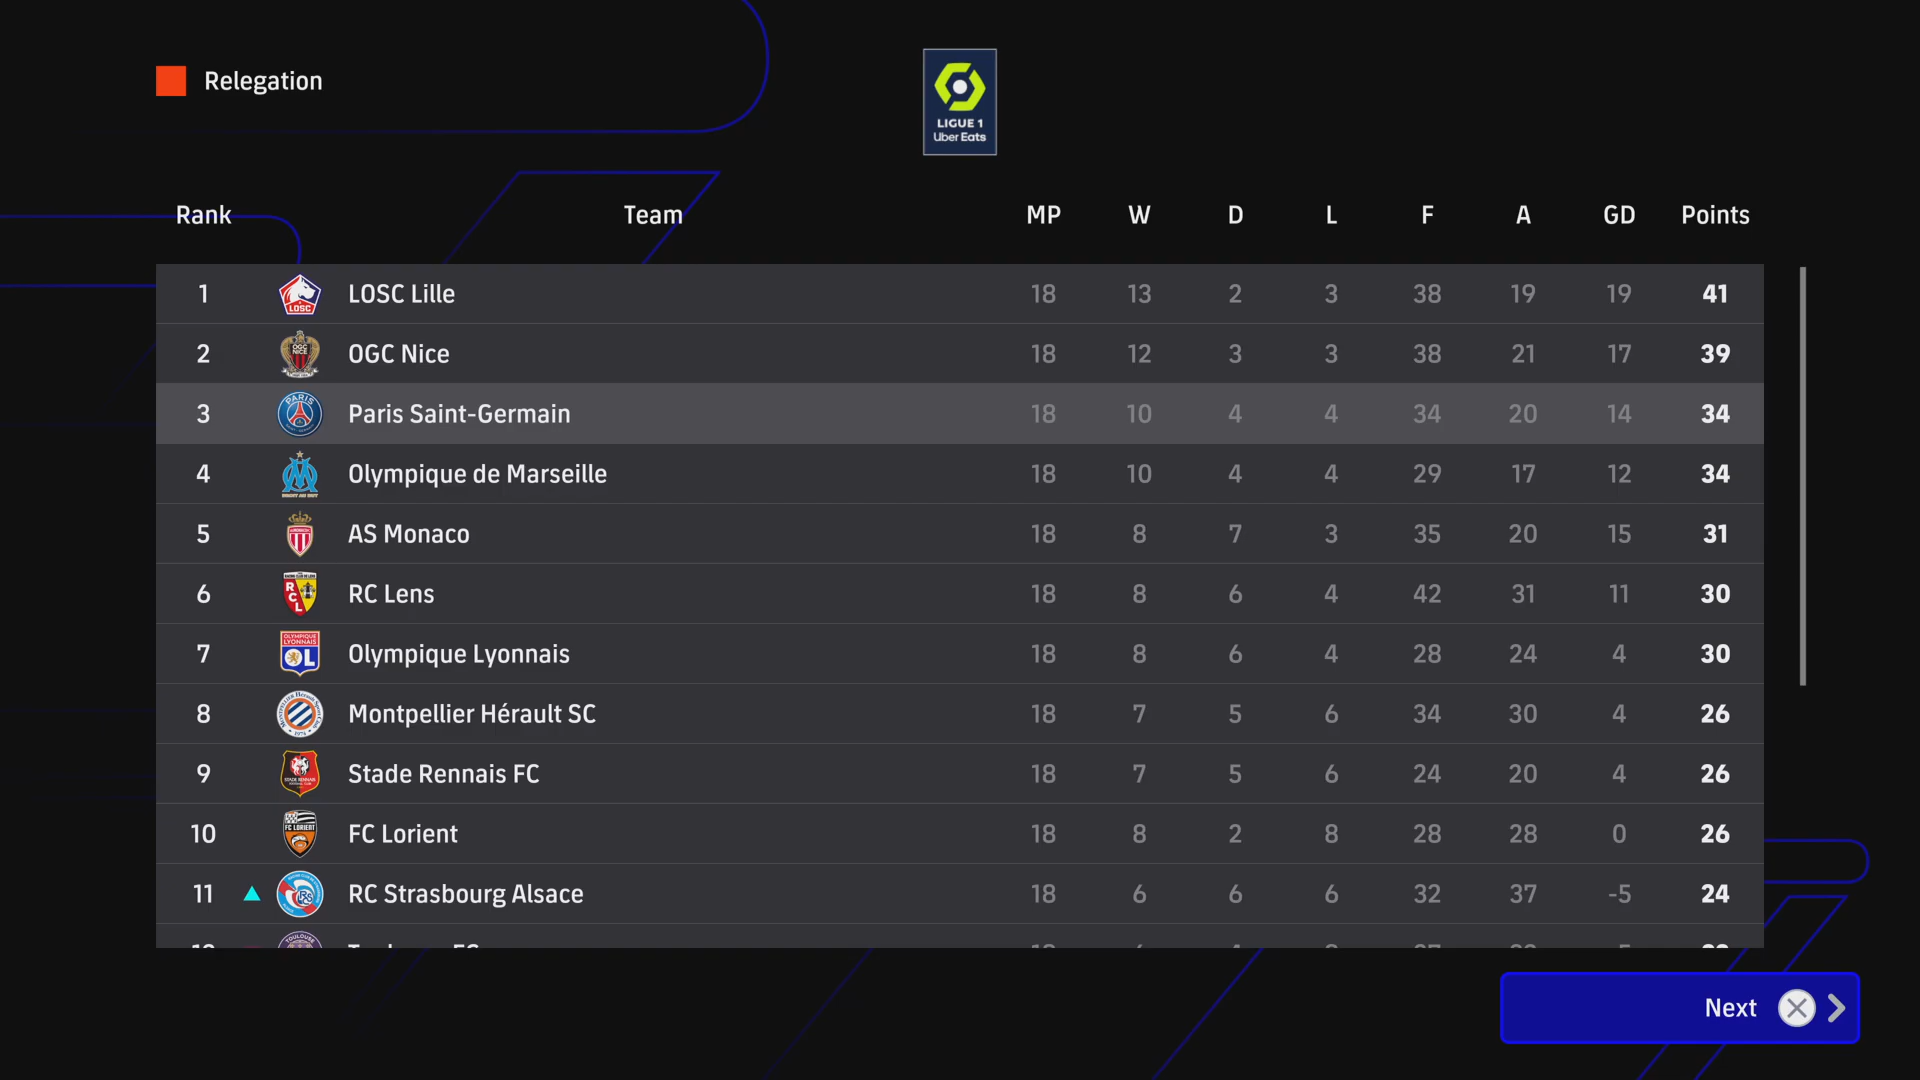 Relegation
LIGUE 1
Uber Eats
Rank Team MP W D L F A GD Points
1 LOSC Lille 18 13 2 3 38 19 19 41
2 OGC Nice 18 12 3 3 38 21 17 39
3 Paris Saint-Germain 18 10 4 4 34 20 14 34
4 Olympique de Marseille 18 10 4 4 29 17 12 34
5 AS Monaco 18 8 7 3 35 20 15 31
6 RC Lens 18 8 6 4 42 31 11 30
7 Olympique Lyonnais 18 8 6 4 28 24 4 30
8 Montpellier Hérault SC 18 7 5 6 34 30 4 26
9 Stade Rennais FC 18 7 5 6 24 20 4 26
10 FC Lorient 18 8 2 8 28 28 0 26
11 RC Strasbourg Alsace 18 6 6 6 32 37 -5 24
Next